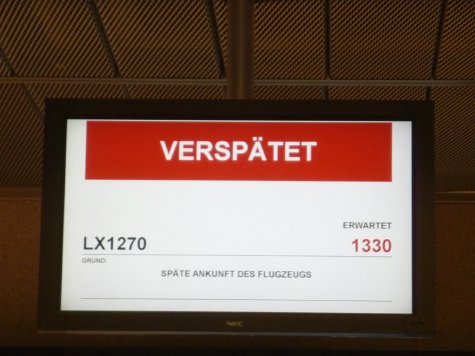 VERSPÄTET
ERWARTET
LX1270 1330
GRUND:
SPÄTE ANKUNFT DES FLUGZEUGS
NEC